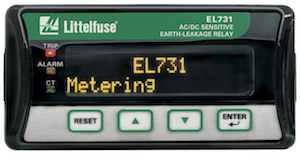 Littelfuse
EL731
AC/DC SENSITIVE
EARTH-LEAKAGE RELAY
TRIP
ALARM
CT
EL731
Metering
RESET
ENTER